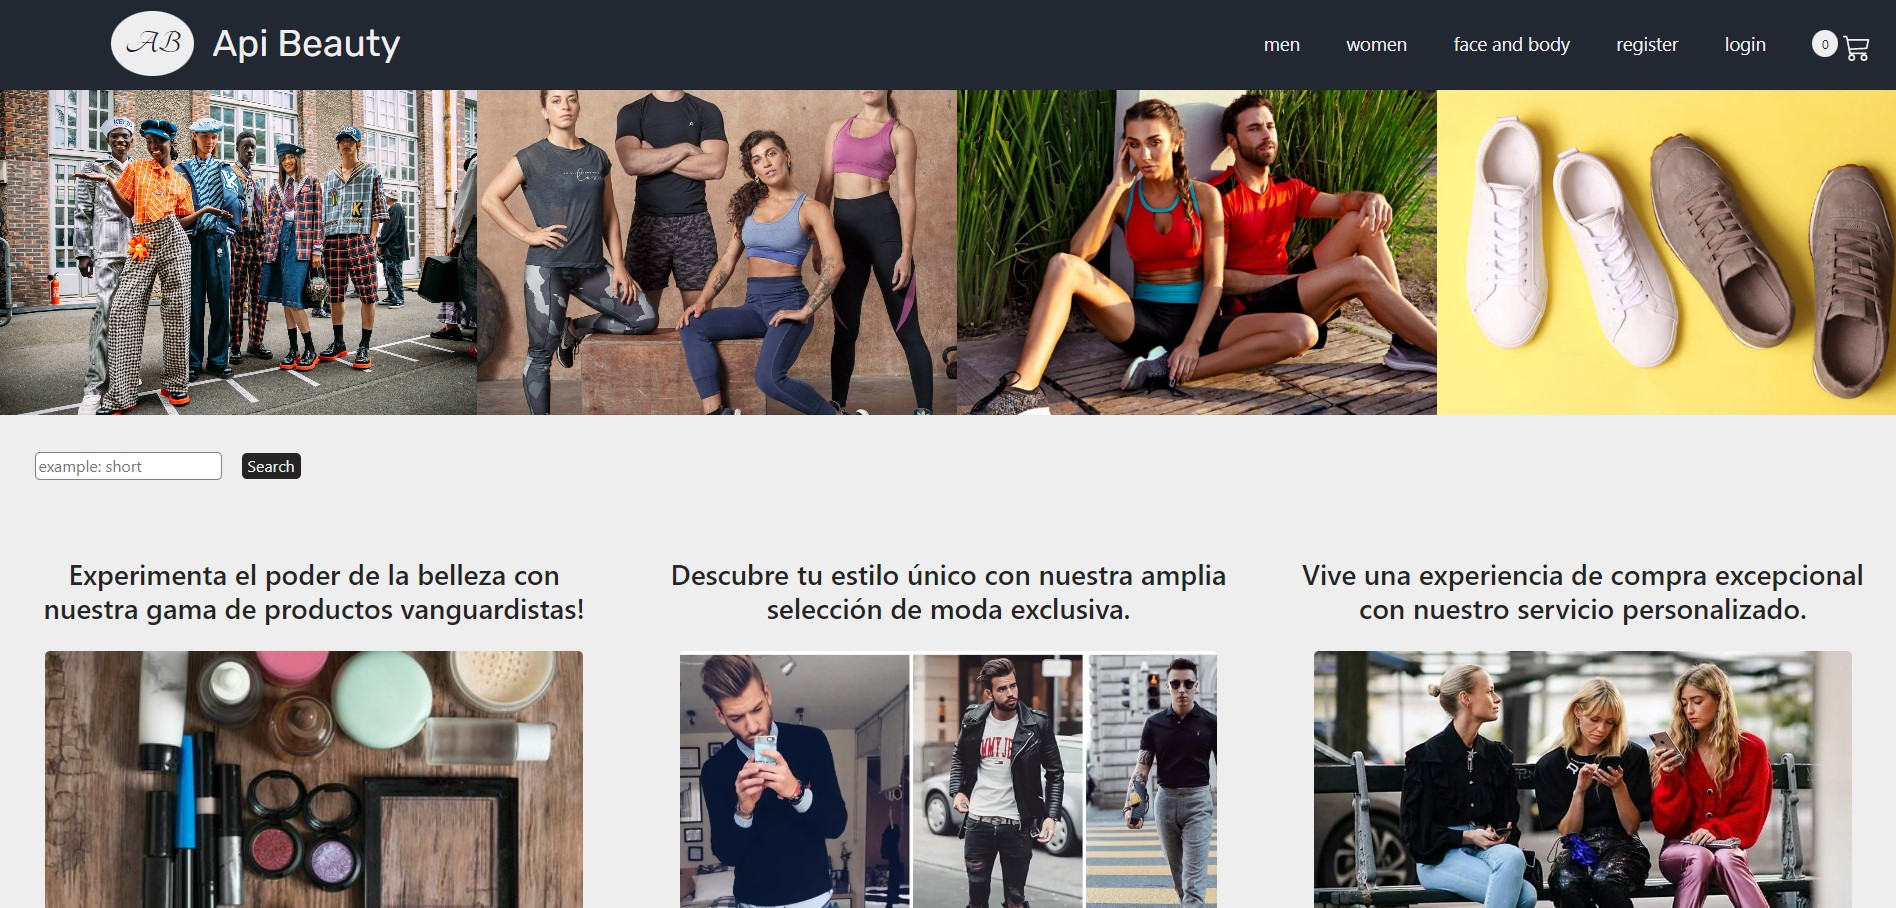 AB Api Beauty
men women face and body register login 0
example: short Search
Experimenta el poder de la belleza con
nuestra gama de productos vanguardistas!
Descubre tu estilo único con nuestra amplia
selección de moda exclusiva.
Vive una experiencia de compra excepcional
con nuestro servicio personalizado.